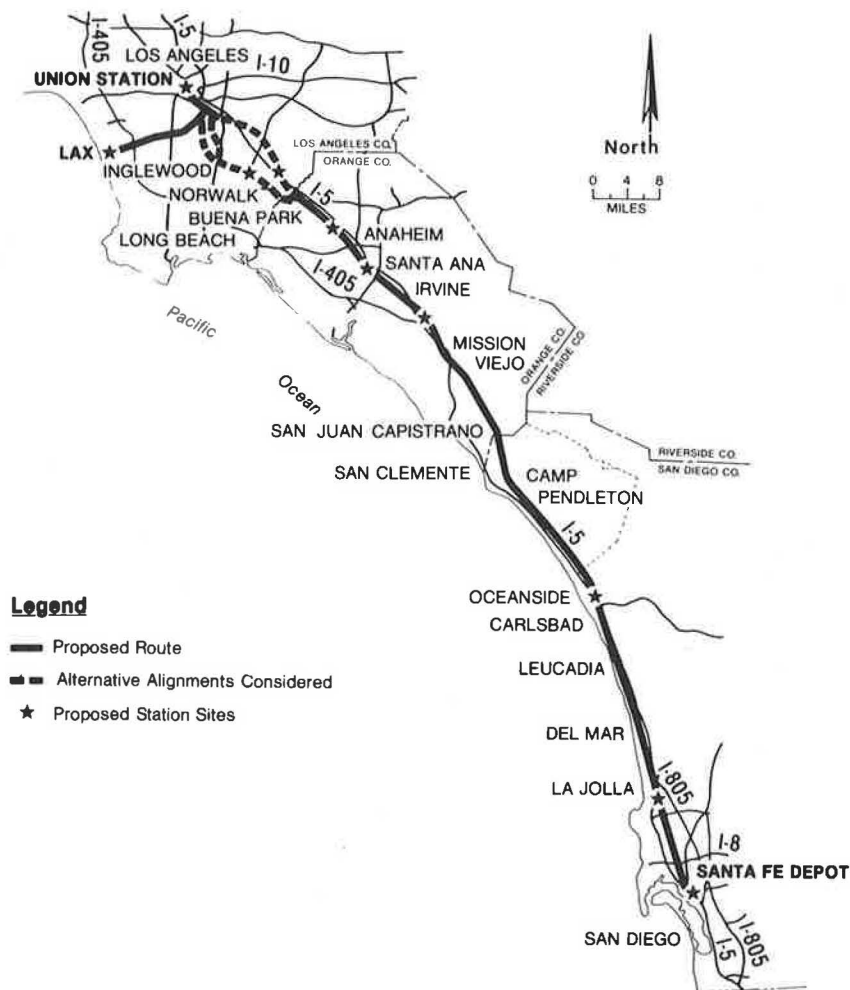 I-405
I-5
LOS ANGELES
I-10
UNION STATION
LAX
INGLEWOOD
LOS ANGELES CO.
ORANGE CO.
North
0 4 8
MILES
NORWALK
I-5
BUENA PARK
ANAHEIM
LONG BEACH
SANTA ANA
I-405
IRVINE
Pacific
Ocean
MISSION
VIEJO
ORANGE CO.
RIVERSIDE CO.
SAN JUAN CAPISTRANO
RIVERSIDE CO.
SAN DIEGO CO.
SAN CLEMENTE
CAMP
PENDLETON
I-5
OCEANSIDE
CARLSBAD
LEUCADIA
Legend
Proposed Route
Alternative Alignments Considered
Proposed Station Sites
DEL MAR
LA JOLLA
I-805
I-8
SANTA FE DEPOT
SAN DIEGO
I-5
I-805